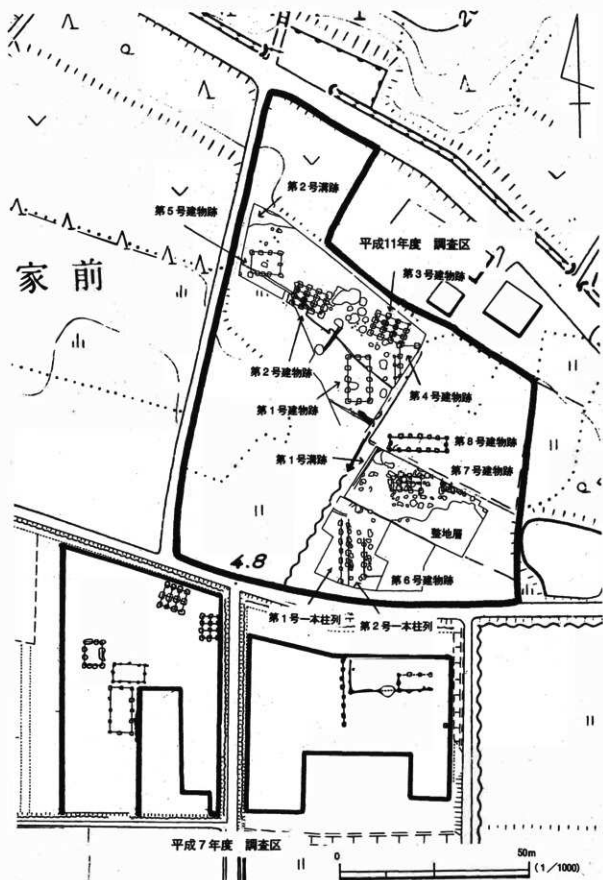 第2号溝跡
第5号建物跡
平成11年度 調査区
第3号建物跡
家前
第2号建物跡
第4号建物跡
第1号建物跡
第8号建物跡
第1号溝跡
第7号建物跡
整地層
4.8
第6号建物跡
第1号一本柱列
第2号一本柱列
平成7年度 調査区
0
50m
(1/1000)